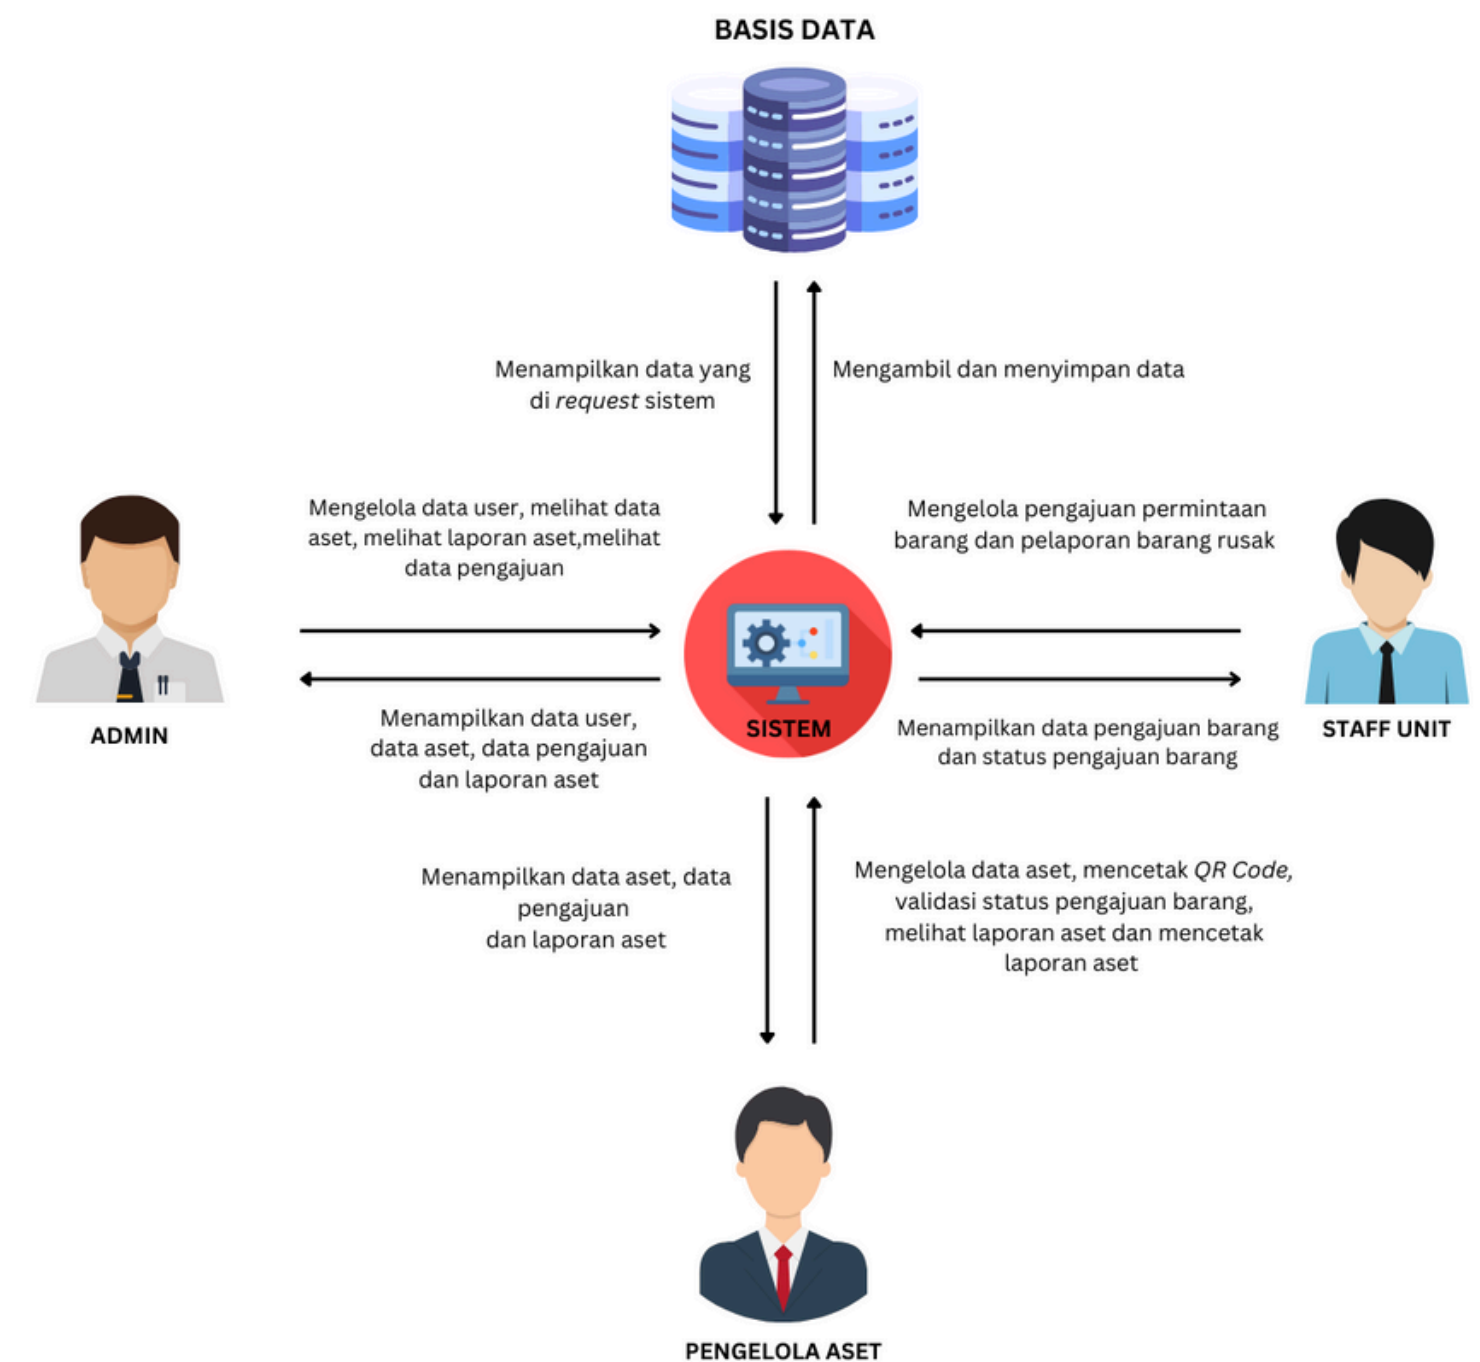 BASIS DATA
Menampilkan data yang
di request sistem
Mengambil dan menyimpan data
Mengelola data user, melihat data
aset, melihat laporan aset,melihat
data pengajuan
Mengelola pengajuan permintaan
barang dan pelaporan barang rusak
ADMIN
SISTEM
STAFF UNIT
Menampilkan data user,
data aset, data pengajuan
dan laporan aset
Menampilkan data pengajuan barang
dan status pengajuan barang
Menampilkan data aset, data
pengajuan
dan laporan aset
Mengelola data aset, mencetak QR Code,
validasi status pengajuan barang,
melihat laporan aset dan mencetak
laporan aset
PENGELOLA ASET